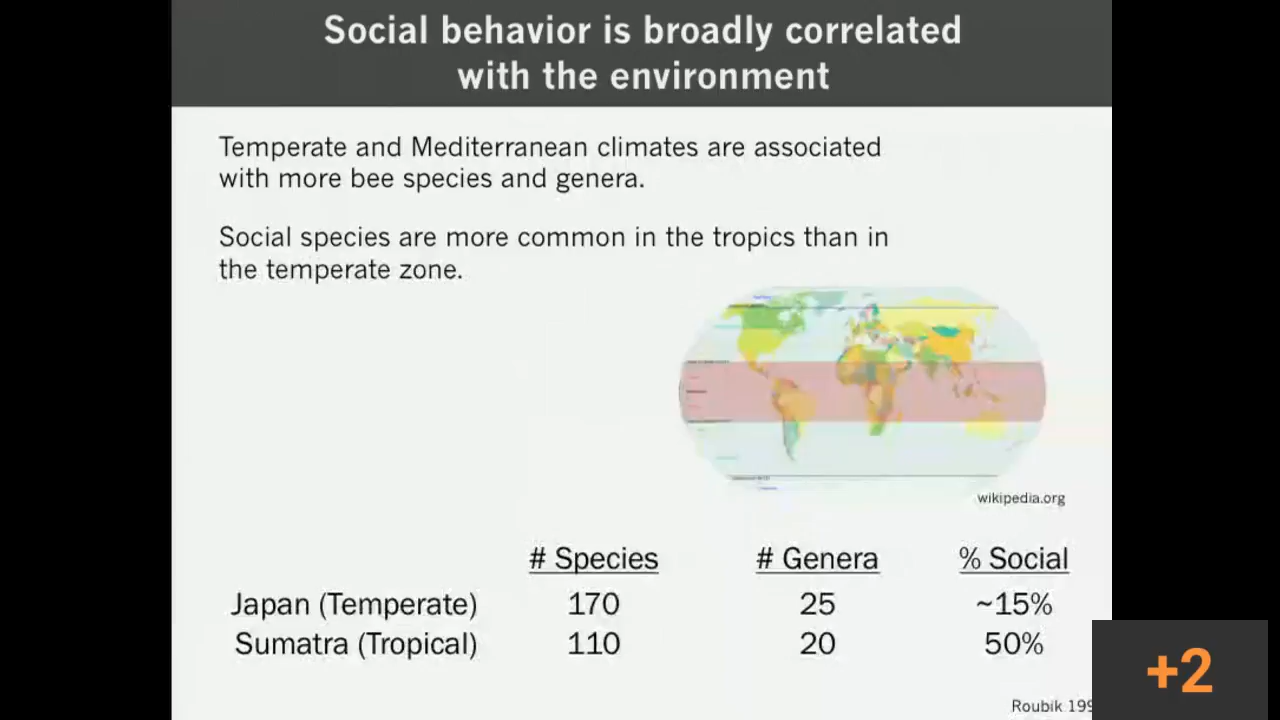 Social behavior is broadly correlated
with the environment
Temperate and Mediterranean climates are associated
with more bee species and genera.
Social species are more common in the tropics than in
the temperate zone.
wikipedia.org
# Species # Genera % Social
Japan (Temperate) 170 25 ~15%
Sumatra (Tropical) 110 20 50%
+2
Roubik 199